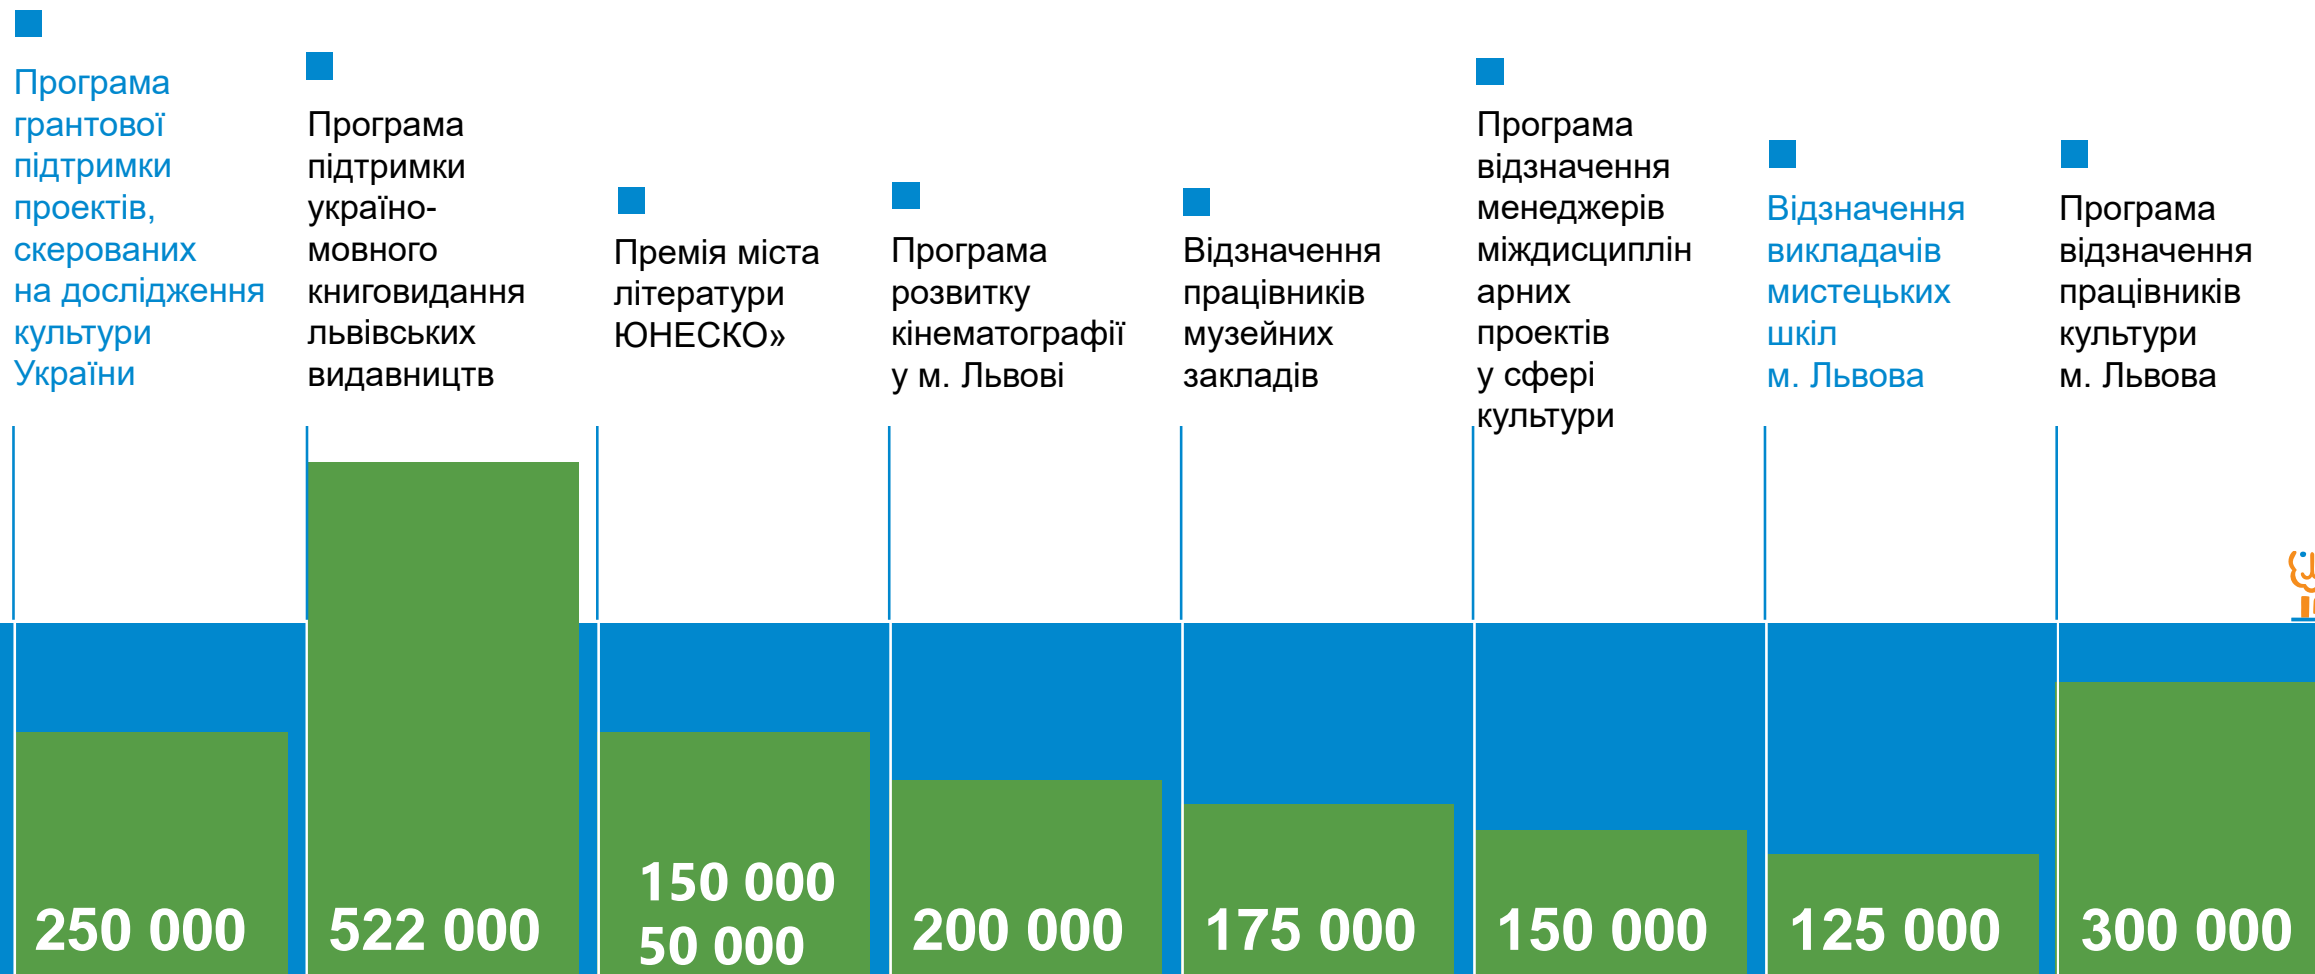 Програма
грантової
підтримки
проектів,
скерованих
на дослідження
культури
України
Програма
підтримки
україно-
мовного
книговидання
львівських
видавництв
Премія міста
літератури
ЮНЕСКО»
Програма
розвитку
кінематографії
у м. Львові
Відзначення
працівників
музейних
закладів
Програма
відзначення
менеджерів
міждисциплін
арних
проектів
у сфері
культури
Відзначення
викладачів
мистецьких
шкіл
м. Львова
Програма
відзначення
працівників
культури
м. Львова
250 000
522 000
150 000
50 000
200 000
175 000
150 000
125 000
300 000